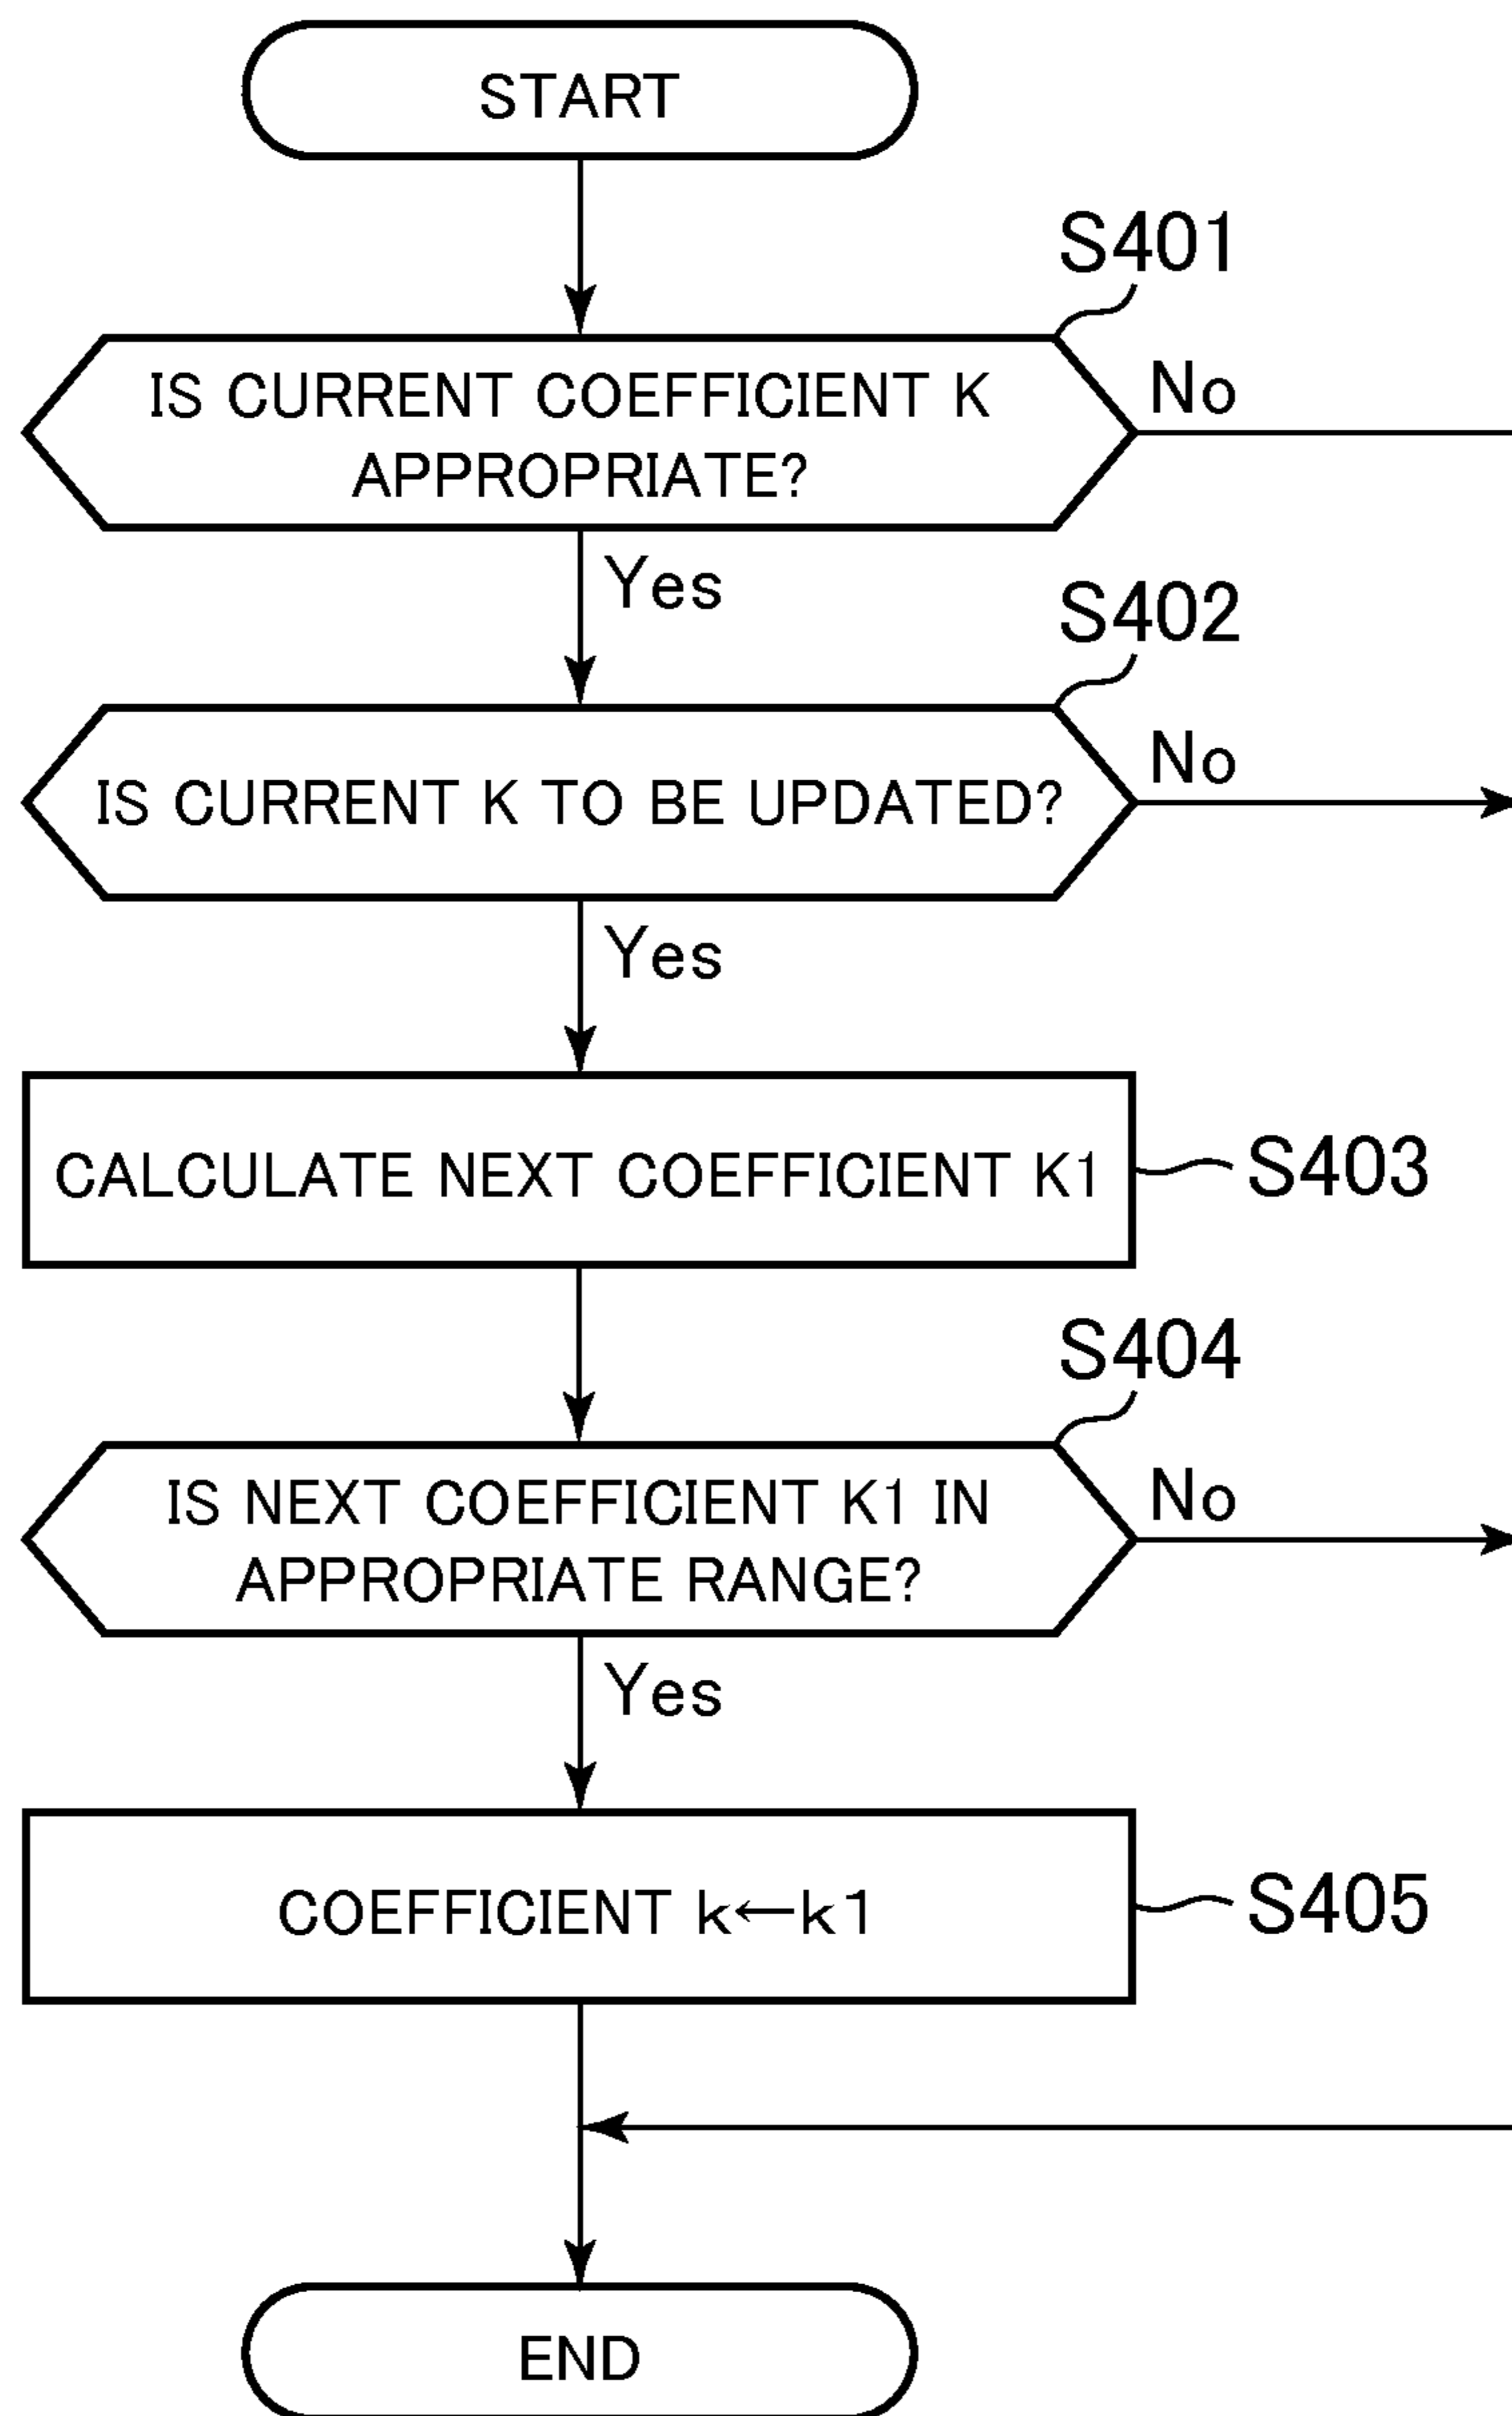 START
S401
IS CURRENT COEFFICIENT K
APPROPRIATE?
No
Yes
S402
IS CURRENT K TO BE UPDATED?
No
Yes
CALCULATE NEXT COEFFICIENT K1
S403
S404
IS NEXT COEFFICIENT K1 IN
APPROPRIATE RANGE?
No
Yes
COEFFICIENT k←k1
S405
END